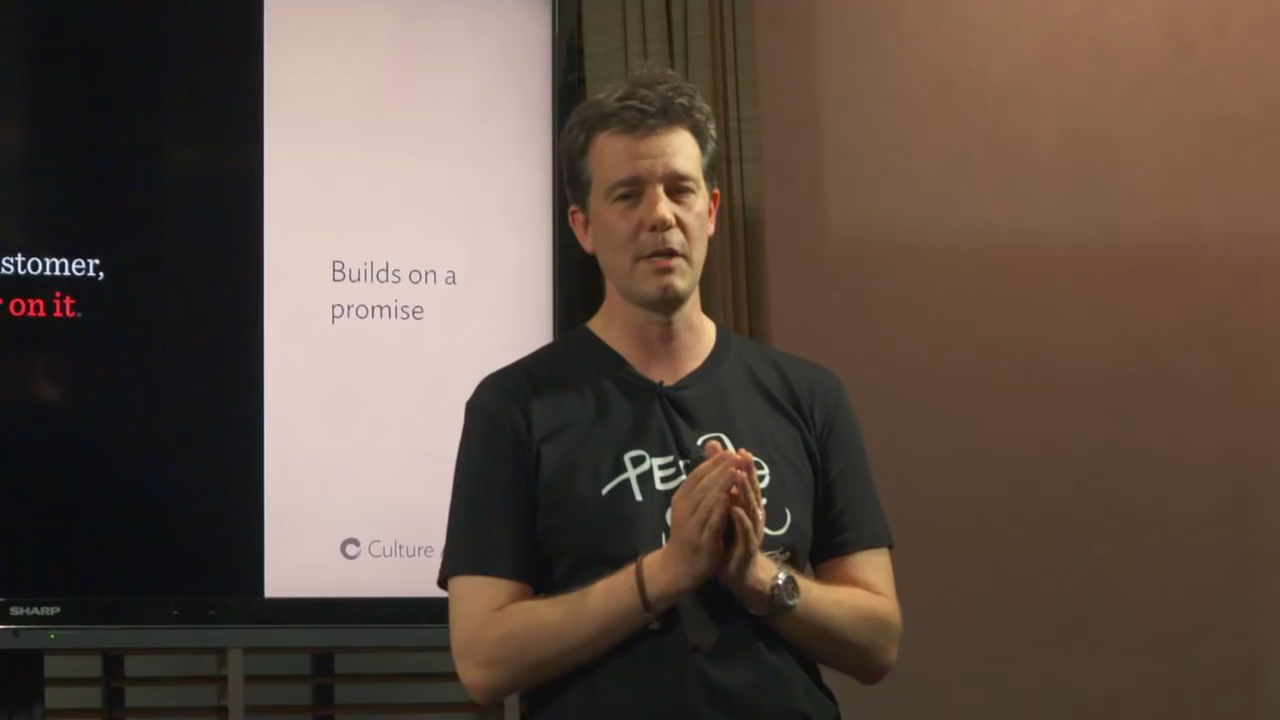 stomer,
on it.
Builds on a
promise
Culture
SHARP